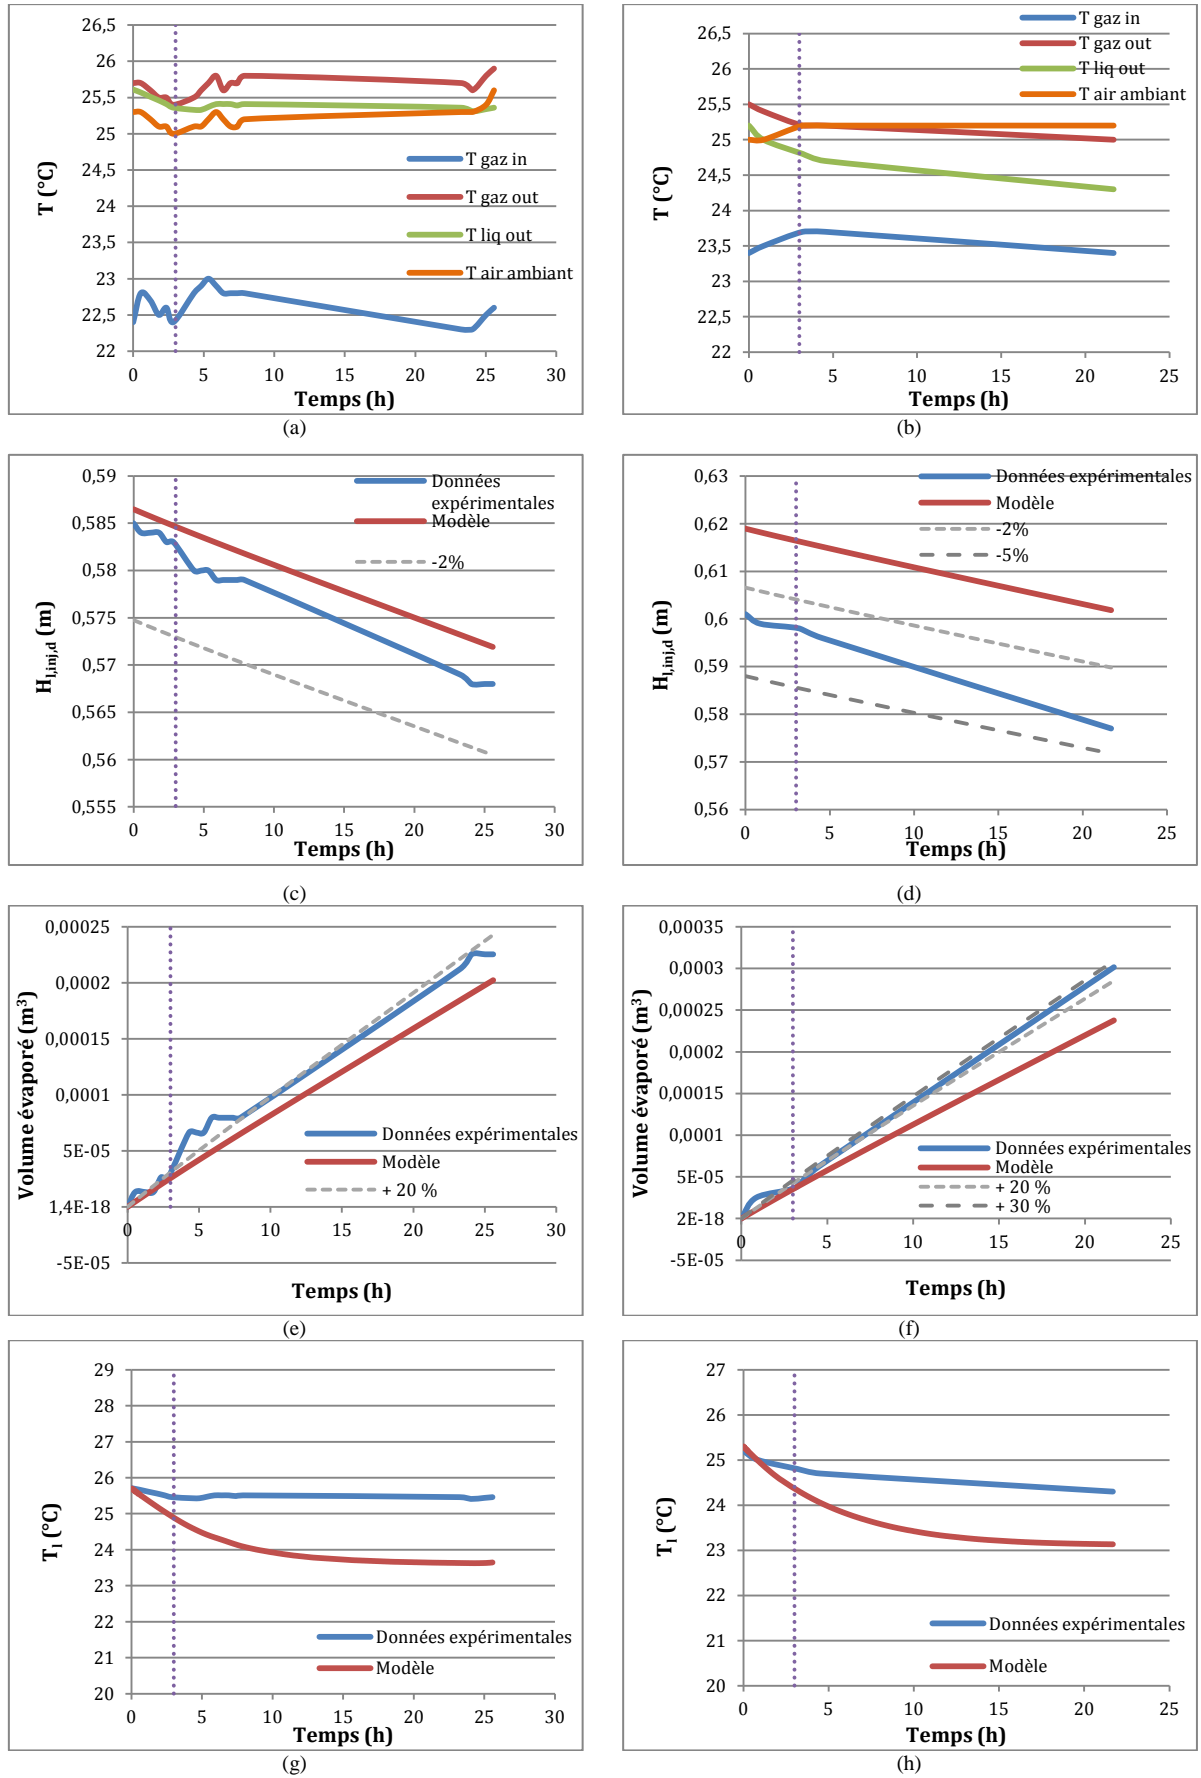 26,5
26
25,5
25
24,5
24
23,5
23
22,5
22
T (°C)
T gaz in
T gaz out
T liq out
T air ambiant
0 5 10 15 20 25 30
Temps (h)
(a)
26,5
26
25,5
25
24,5
24
23,5
23
22,5
22
T (°C)
T gaz in
T gaz out
T liq out
T air ambiant
0 5 10 15 20 25
Temps (h)
(b)
0,59
0,585
0,58
0,575
0,57
0,565
0,56
0,555
H_l,inj,d (m)
Données
expérimentales
Modèle
-2%
0 5 10 15 20 25 30
Temps (h)
(c)
0,63
0,62
0,61
0,6
0,59
0,58
0,57
0,56
H_l,inj,d (m)
Données expérimentales
Modèle
-2%
-5%
0 5 10 15 20 25
Temps (h)
(d)
0,00025
0,0002
0,00015
0,0001
5E-05
1,4E-18
-5E-05
Volume évaporé (m³)
Données expérimentales
Modèle
+ 20 %
0 5 10 15 20 25 30
Temps (h)
(e)
0,00035
0,0003
0,00025
0,0002
0,00015
0,0001
5E-05
2E-18
-5E-05
Volume évaporé (m³)
Données expérimentales
Modèle
+ 20 %
+ 30 %
0 5 10 15 20 25
Temps (h)
(f)
29
28
27
26
25
24
23
22
21
20
T_l (°C)
Données expérimentales
Modèle
0 5 10 15 20 25 30
Temps (h)
(g)
27
26
25
24
23
22
21
20
T_l (°C)
Données expérimentales
Modèle
0 5 10 15 20 25
Temps (h)
(h)